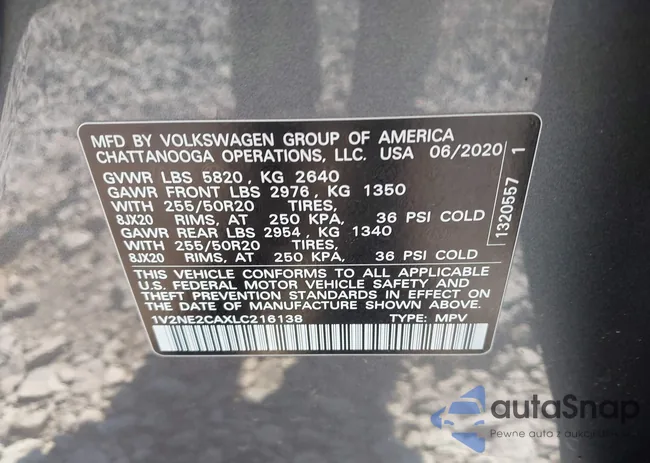 MFD BY VOLKSWAGEN GROUP OF AMERICA
CHATTANOOGA OPERATIONS, LLC. USA 06/2020
GVWR LBS 5820, KG 2640
GAWR FRONT LBS 2976, KG 1350
WITH 255/50R20 TIRES,
8JX20 RIMS, AT 250 KPA, 36 PSI COLD
GAWR REAR LBS 2954, KG 1340
WITH 255/50R20 TIRES,
8JX20 RIMS, AT 250 KPA, 36 PSI COLD
THIS VEHICLE CONFORMS TO ALL APPLICABLE
U.S. FEDERAL MOTOR VEHICLE SAFETY AND
THEFT PREVENTION STANDARDS IN EFFECT ON THE
DATE OF MANUFACTURE SHOWN ABOVE.
1V2NE2CAXLC216138 TYPE: MPV
1320557 1
autoSnap
Pewne auta z aukcji